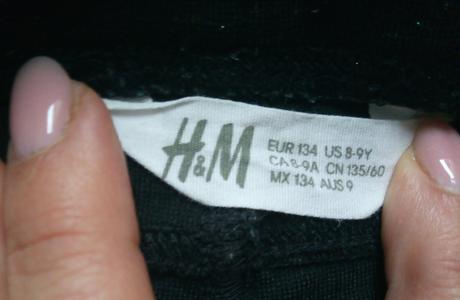 H&M
EUR 134 US 8-9Y
CA 8-9A CN 135/60
MX 134 AUS 9